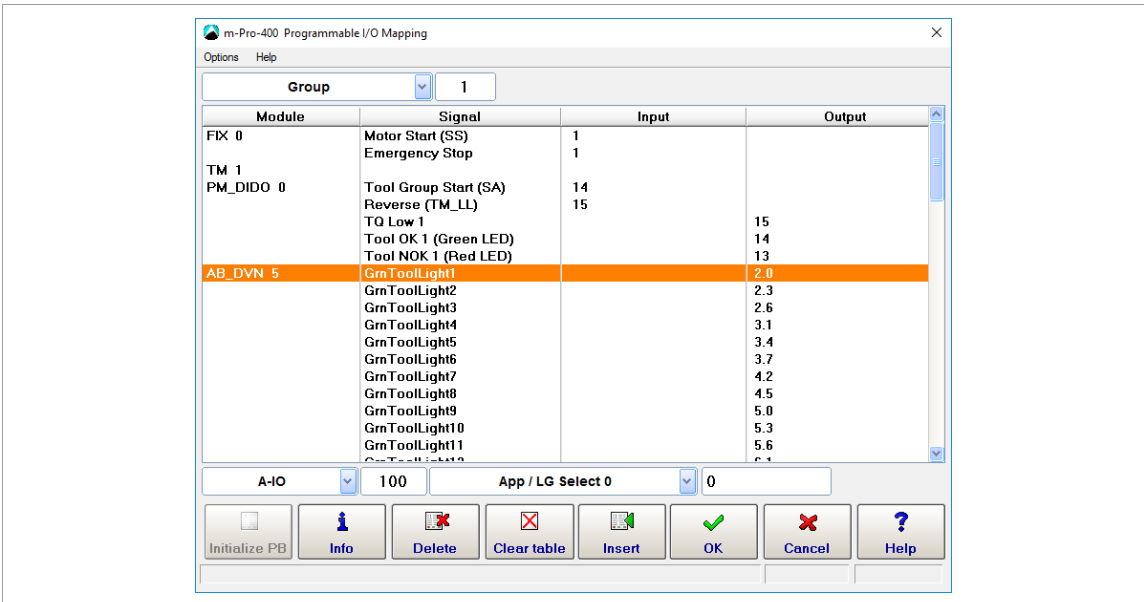 m-Pro-400 Programmable I/O Mapping
Options Help
Group 1
Module Signal Input Output
FIX 0 Motor Start (SS) 1
Emergency Stop 1
TM 1
PM_DIDO 0 Tool Group Start (SA) 14
Reverse (TM_LL) 15
TQ Low 1 15
Tool OK 1 (Green LED) 14
Tool NOK 1 (Red LED) 13
AB_DVN 5 GrnToolLight1 2.0
GrnToolLight2 2.3
GrnToolLight3 2.6
GrnToolLight4 3.1
GrnToolLight5 3.4
GrnToolLight6 3.7
GrnToolLight7 4.2
GrnToolLight8 4.5
GrnToolLight9 5.0
GrnToolLight10 5.3
GrnToolLight11 5.6
A-IO 100 App / LG Select 0 0
Initialize PB Info Delete Clear table Insert OK Cancel Help